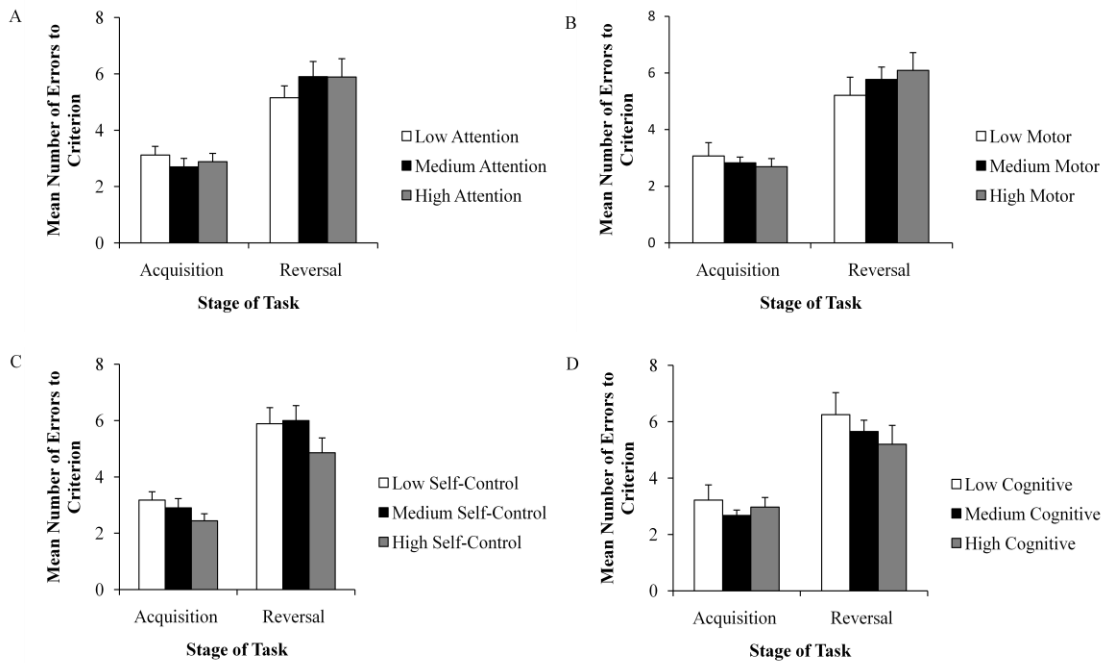 A
Mean Number of Errors to
Criterion
8
6
4
2
0
Acquisition
Reversal
Stage of Task
Low Attention
Medium Attention
High Attention
B
Mean Number of Errors to
Criterion
8
6
4
2
0
Acquisition
Reversal
Stage of Task
Low Motor
Medium Motor
High Motor
C
Mean Number of Errors to
Criterion
8
6
4
2
0
Acquisition
Reversal
Stage of Task
Low Self-Control
Medium Self-Control
High Self-Control
D
Mean Number of Errors to
Criterion
8
6
4
2
0
Acquisition
Reversal
Stage of Task
Low Cognitive
Medium Cognitive
High Cognitive